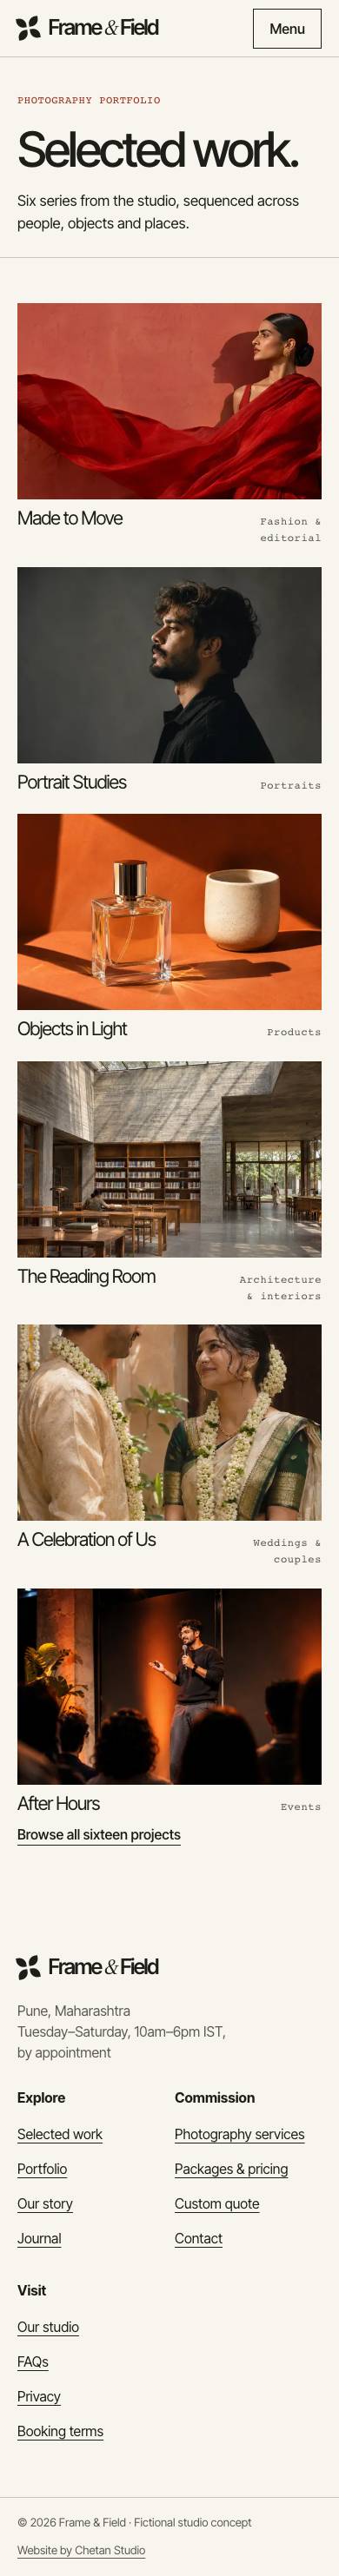 Frame & Field
Menu
PHOTOGRAPHY PORTFOLIO
Selected work.
Six series from the studio, sequenced across
people, objects and places.
Made to Move
Fashion &
editorial
Portrait Studies
Portraits
Objects in Light
Products
The Reading Room
Architecture
& interiors
A Celebration of Us
Weddings &
couples
After Hours
Events
Browse all sixteen projects
Frame & Field
Pune, Maharashtra
Tuesday–Saturday, 10am–6pm IST,
by appointment
Explore
Selected work
Portfolio
Our story
Journal
Commission
Photography services
Packages & pricing
Custom quote
Contact
Visit
Our studio
FAQs
Privacy
Booking terms
© 2026 Frame & Field · Fictional studio concept
Website by Chetan Studio